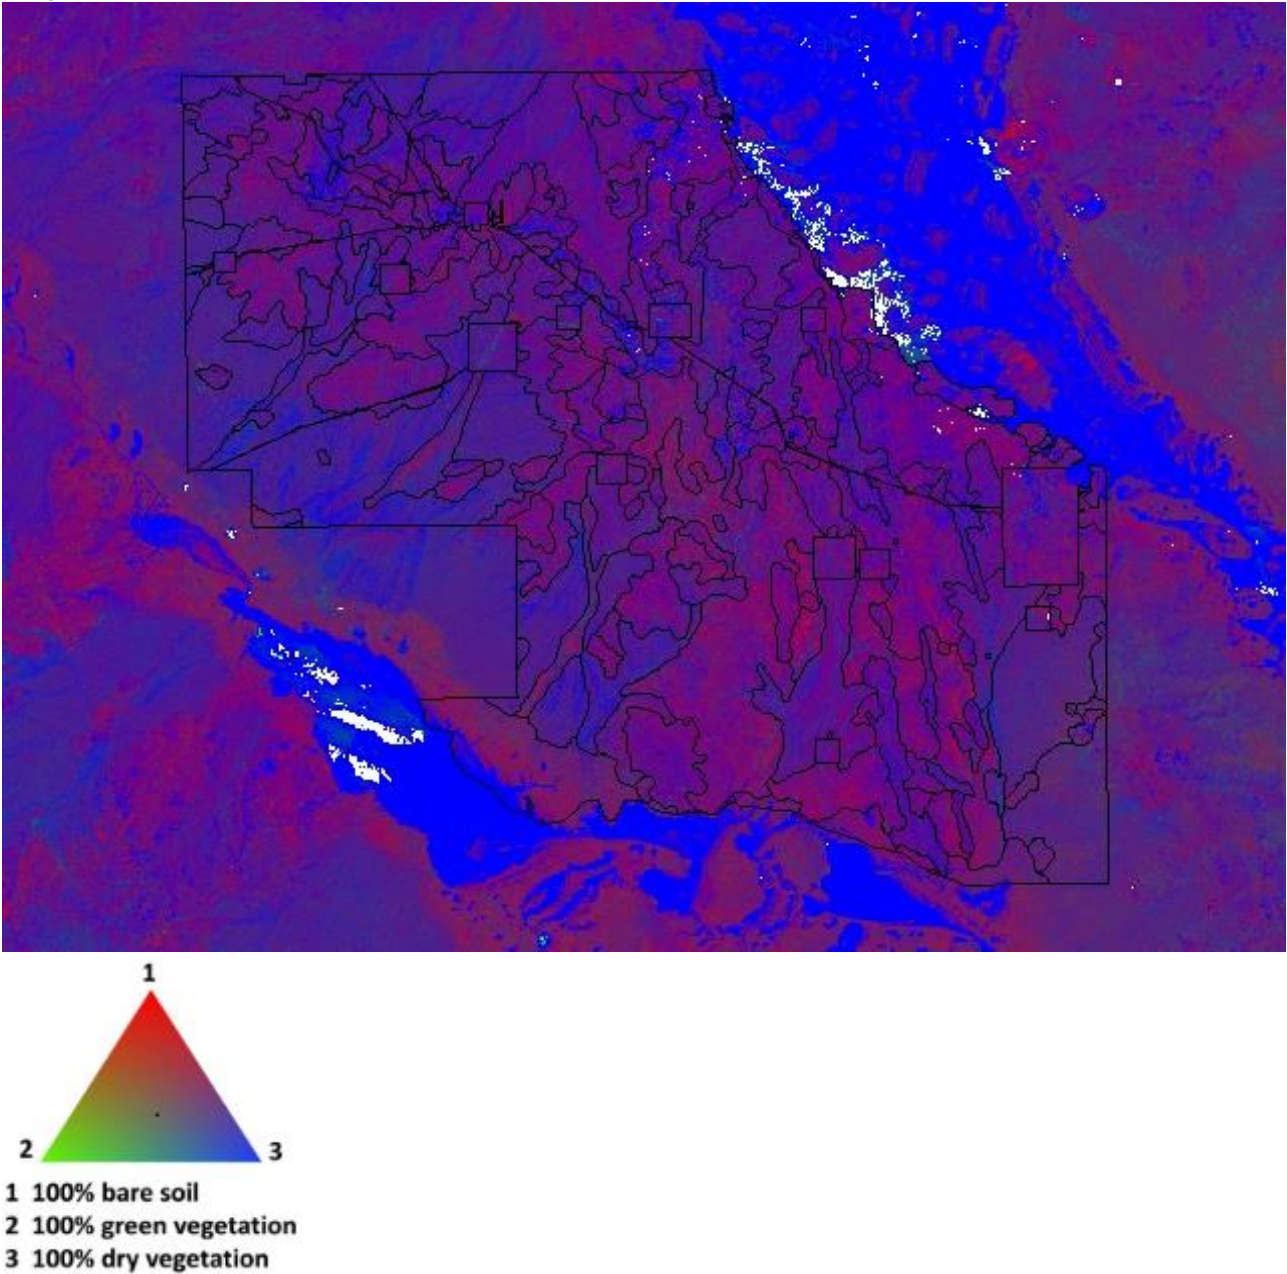 1
2
3
1 100% bare soil
2 100% green vegetation
3 100% dry vegetation